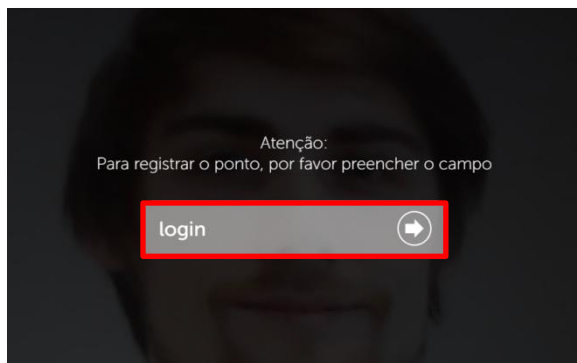 Atenção:
Para registrar o ponto, por favor preencher o campo
login